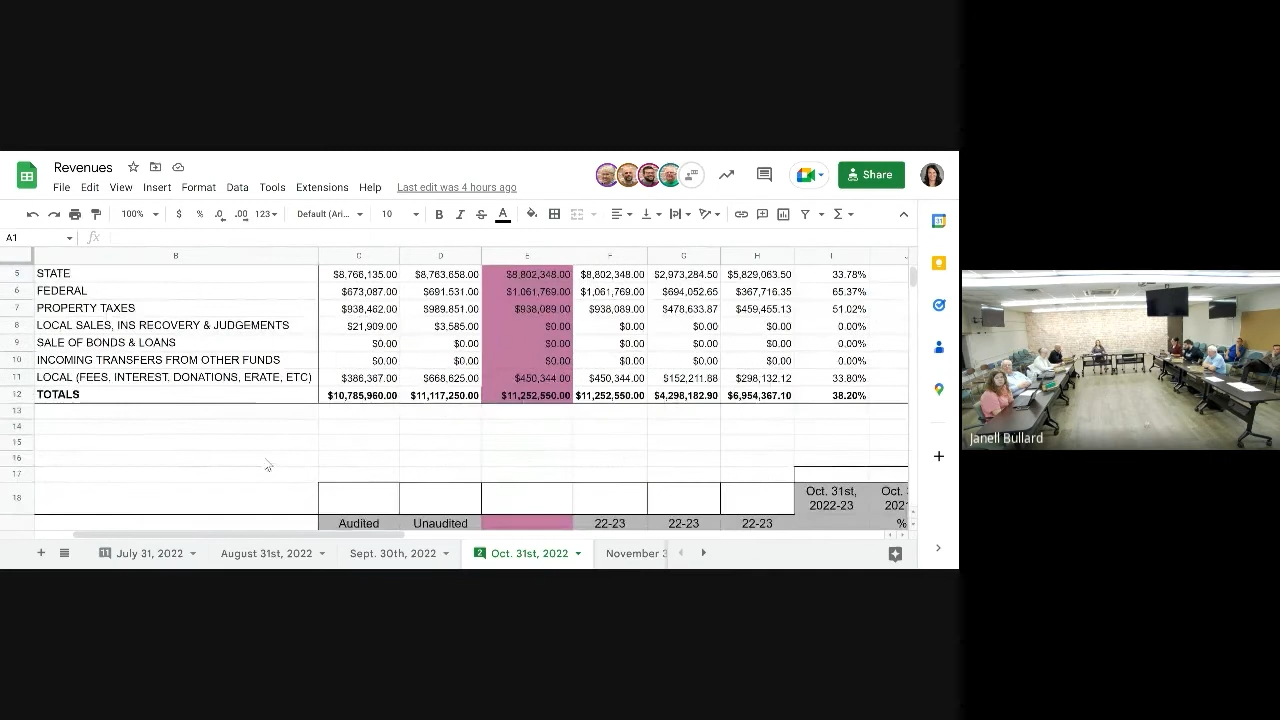 Revenues
File Edit View Insert Format Data Tools Extensions Help Last edit was 4 hours ago
Share
100% $ % .0 .00 123 Default (Ari... 10 B I S A
A1 fx
B C D E F G H I
5 STATE $8,766,135.00 $8,763,658.00 $8,802,348.00 $8,802,348.00 $2,973,284.50 $5,829,063.50 33.78%
6 FEDERAL $673,087.00 $691,531.00 $1,061,769.00 $1,061,769.00 $694,052.65 $367,716.35 65.37%
7 PROPERTY TAXES $938,462.00 $969,851.00 $938,089.00 $938,089.00 $478,633.87 $459,455.13 51.02%
8 LOCAL SALES, INS RECOVERY & JUDGEMENTS $21,909.00 $3,585.00 $0.00 $0.00 $0.00 $0.00 0.00%
9 SALE OF BONDS & LOANS $0.00 $0.00 $0.00 $0.00 $0.00 $0.00 0.00%
10 INCOMING TRANSFERS FROM OTHER FUNDS $0.00 $0.00 $0.00 $0.00 $0.00 $0.00 0.00%
11 LOCAL (FEES, INTEREST, DONATIONS, ERATE, ETC) $386,367.00 $668,625.00 $450,344.00 $450,344.00 $152,211.88 $298,132.12 33.80%
12 TOTALS $10,785,960.00 $11,117,250.00 $11,252,550.00 $11,252,550.00 $4,298,182.90 $6,954,367.10 38.20%
13
14
15
16
17
18 Oct. 31st, 2022-23 Oct.
Audited Unaudited 22-23 22-23 22-23 %
July 31, 2022 August 31st, 2022 Sept. 30th, 2022 2 Oct. 31st, 2022 November 3
Janell Bullard